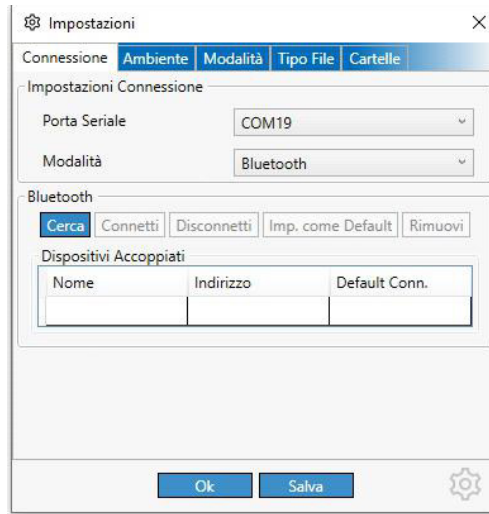 Impostazioni
Connessione Ambiente Modalità Tipo File Cartelle
Impostazioni Connessione
Porta Seriale COM19
Modalità Bluetooth
Bluetooth
Cerca Connetti Disconnetti Imp. come Default Rimuovi
Dispositivi Accoppiati
Nome Indirizzo Default Conn.
Ok Salva